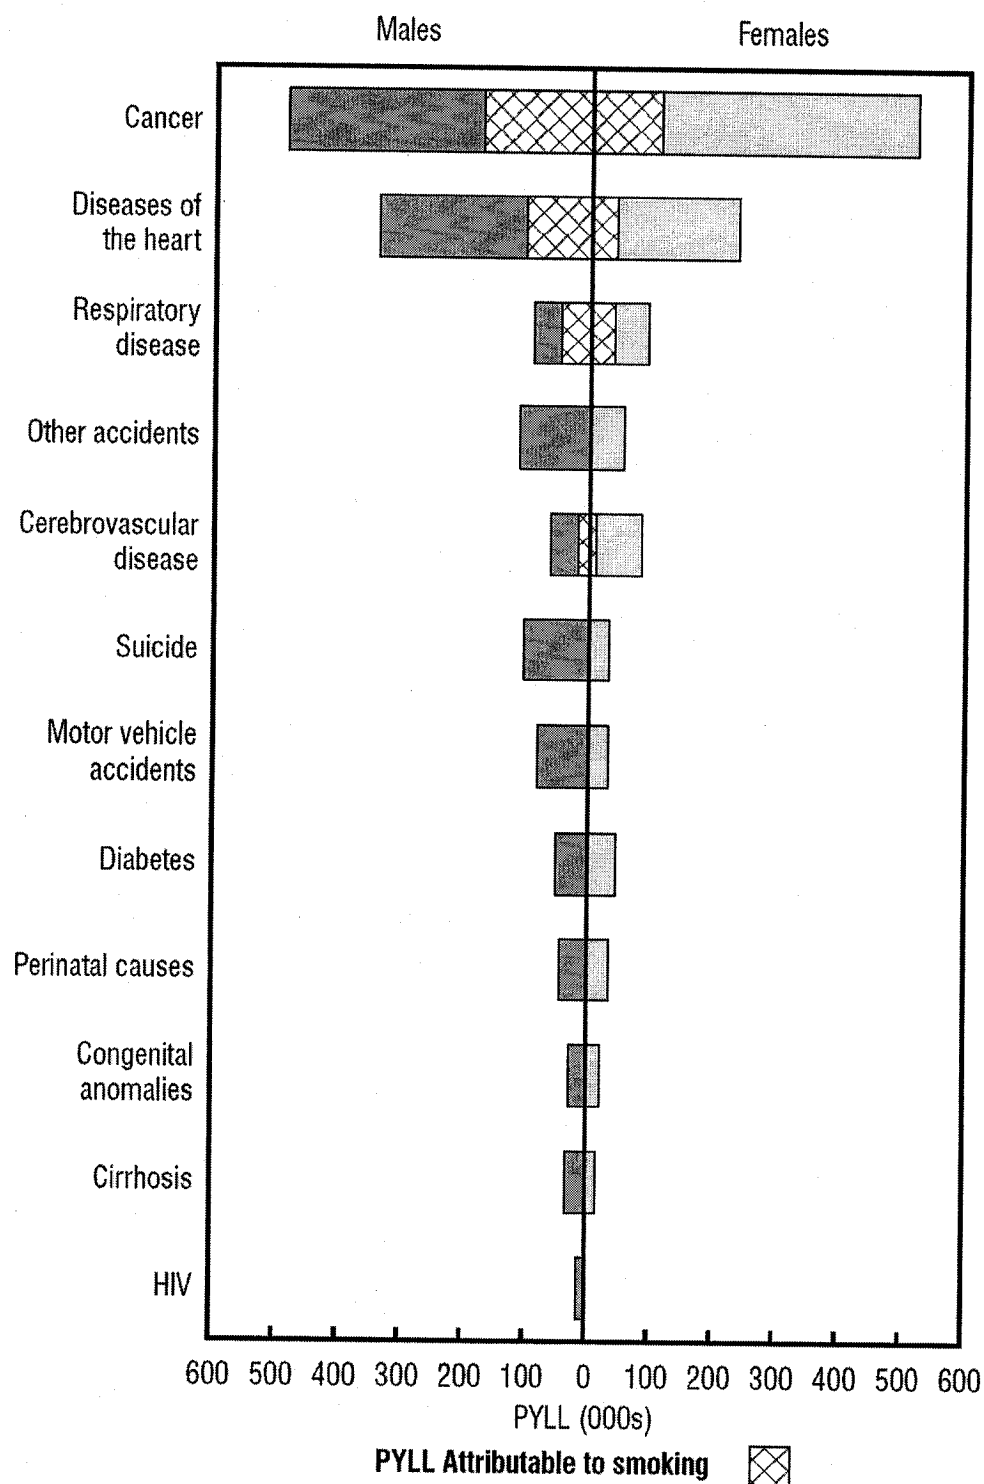 Males
Females
Cancer
Diseases of
the heart
Respiratory
disease
Other accidents
Cerebrovascular
disease
Suicide
Motor vehicle
accidents
Diabetes
Perinatal causes
Congenital
anomalies
Cirrhosis
HIV
600 500 400 300 200 100 0 100 200 300 400 500 600
PYLL (000s)
PYLL Attributable to smoking